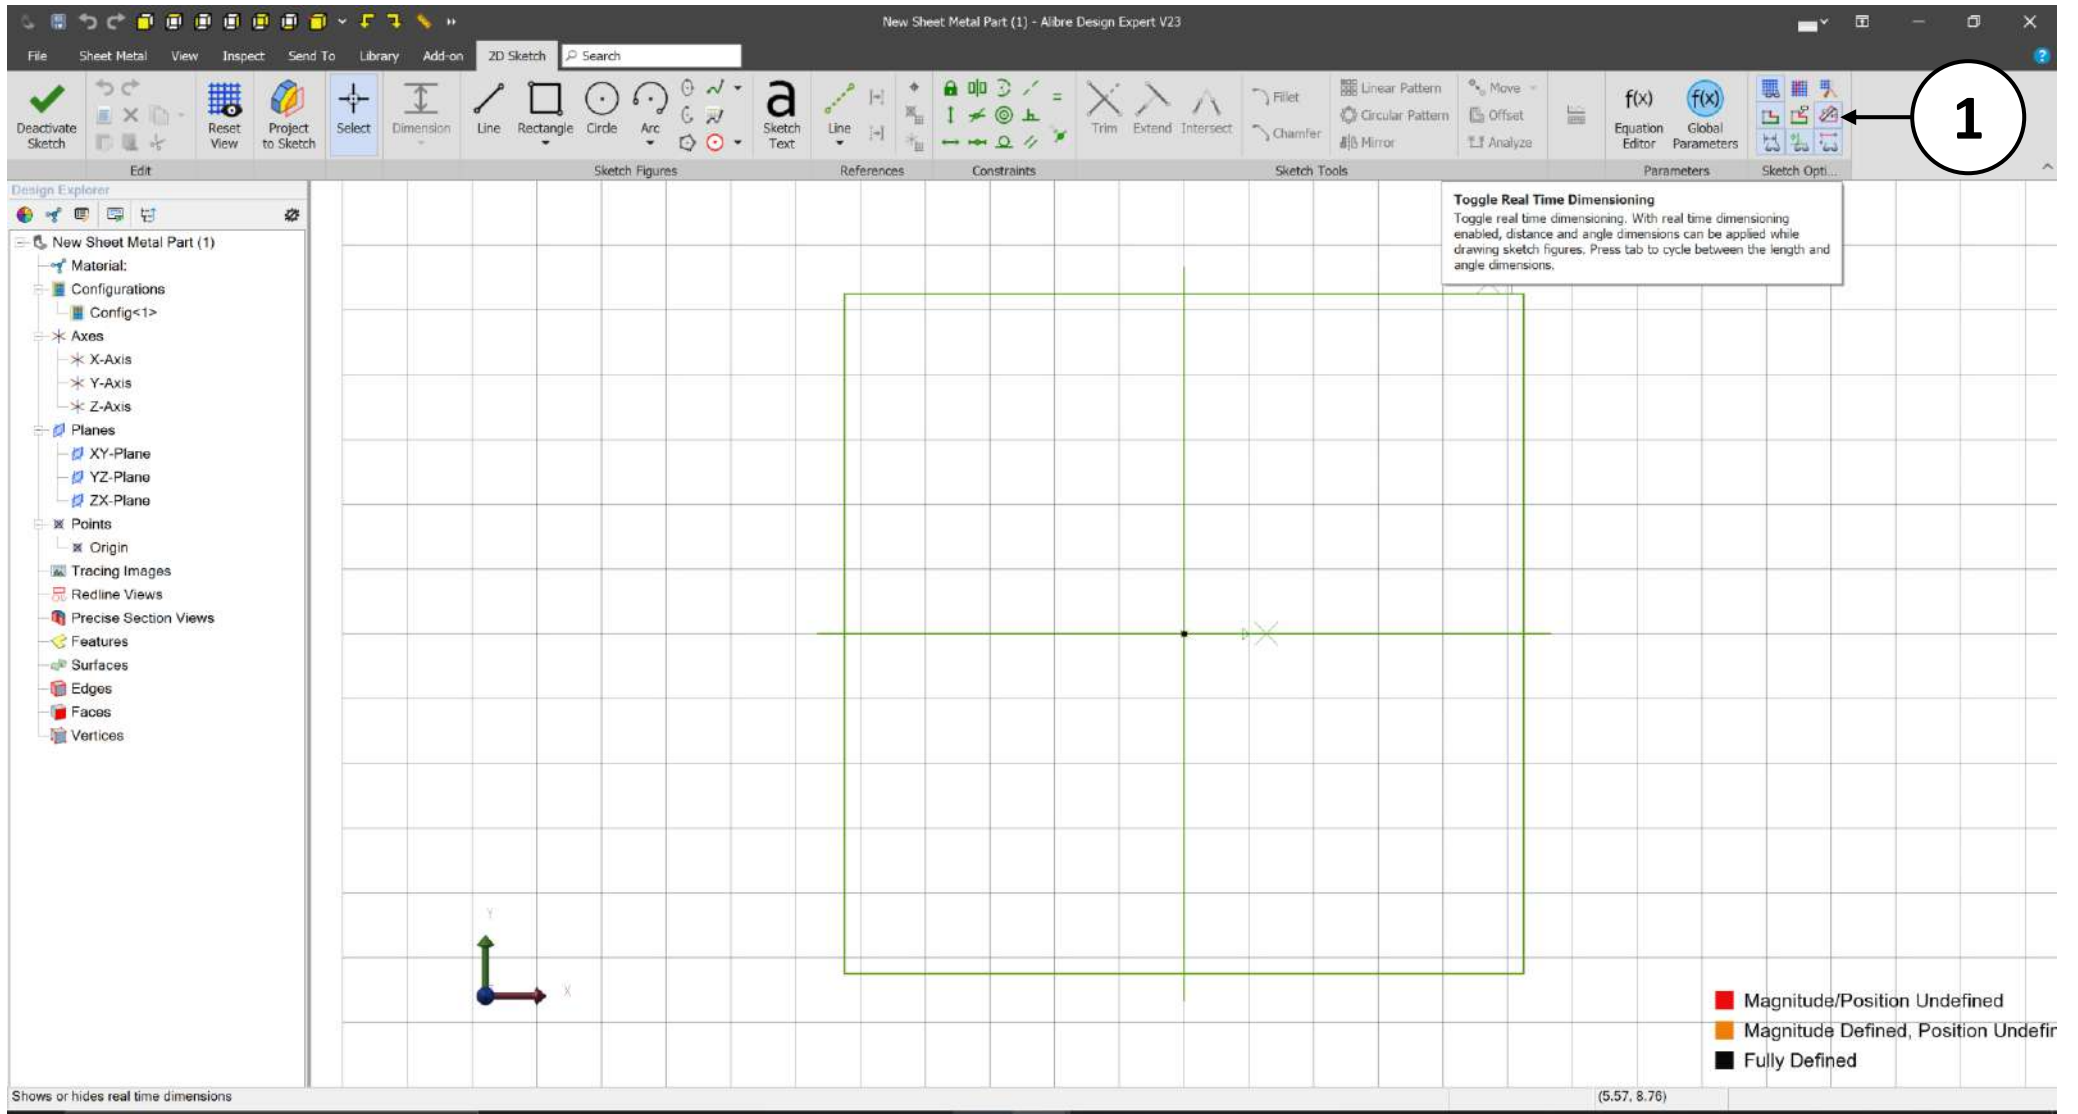 New Sheet Metal Part (1) - Alibre Design Expert V23
File Sheet Metal View Inspect Send To Library Add-on 2D Sketch Search
Deactivate Sketch
Reset View
Project to Sketch
Select
Dimension
Line
Rectangle
Circle
Arc
a
Sketch Text
Line
Trim
Extend
Intersect
Fillet
Chamfer
Linear Pattern
Circular Pattern
Mirror
Move
Offset
Analyze
f(x)
Equation Editor
f(x)
Global Parameters
1
Edit
Sketch Figures
References
Constraints
Sketch Tools
Parameters
Sketch Opti...
Design Explorer
New Sheet Metal Part (1)
Material:
Configurations
Config<1>
Axes
X-Axis
Y-Axis
Z-Axis
Planes
XY-Plane
YZ-Plane
ZX-Plane
Points
Origin
Tracing Images
Redline Views
Precise Section Views
Features
Surfaces
Edges
Faces
Vertices
Toggle Real Time Dimensioning
Toggle real time dimensioning. With real time dimensioning
enabled, distance and angle dimensions can be applied while
drawing sketch figures. Press tab to cycle between the length and
angle dimensions.
Y
X
Magnitude/Position Undefined
Magnitude Defined, Position Undefin
Fully Defined
Shows or hides real time dimensions
(5.57, 8.76)